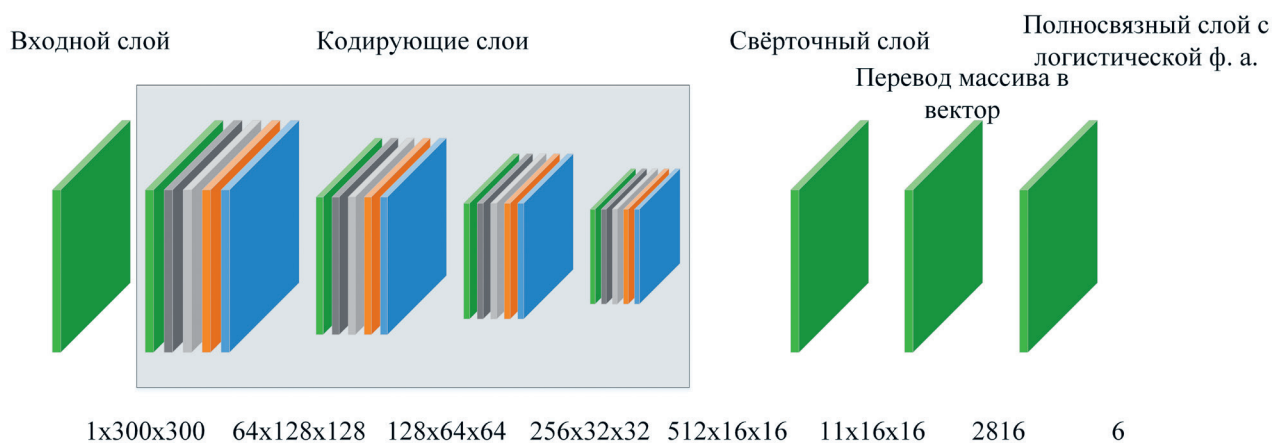 Входной слой
Кодирующие слои
Свёрточный слой
Перевод массива в
вектор
Полносвязный слой с
логистической ф. а.
1x300x300 64x128x128 128x64x64 256x32x32 512x16x16 11x16x16 2816 6